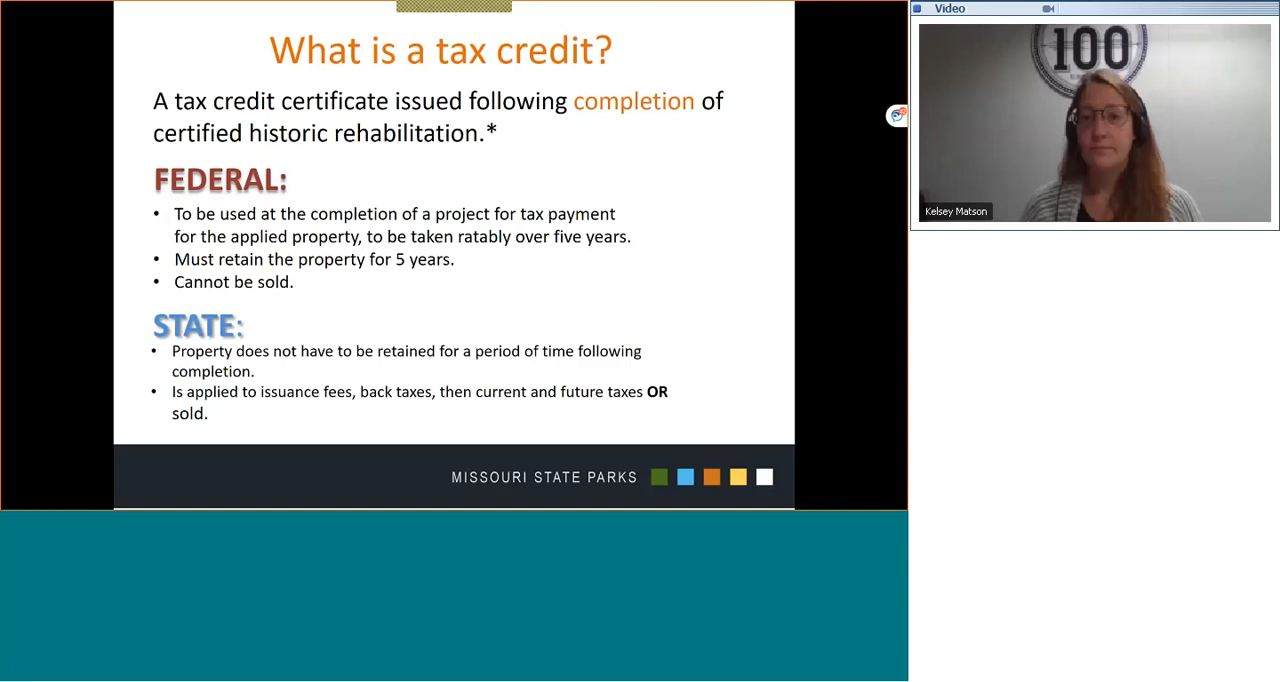 What is a tax credit?
A tax credit certificate issued following completion of
certified historic rehabilitation.*
FEDERAL:
• To be used at the completion of a project for tax payment
for the applied property, to be taken ratably over five years.
• Must retain the property for 5 years.
• Cannot be sold.
STATE:
• Property does not have to be retained for a period of time following
completion.
• Is applied to issuance fees, back taxes, then current and future taxes OR
sold.
MISSOURI STATE PARKS
Video
100
Kelsey Matson